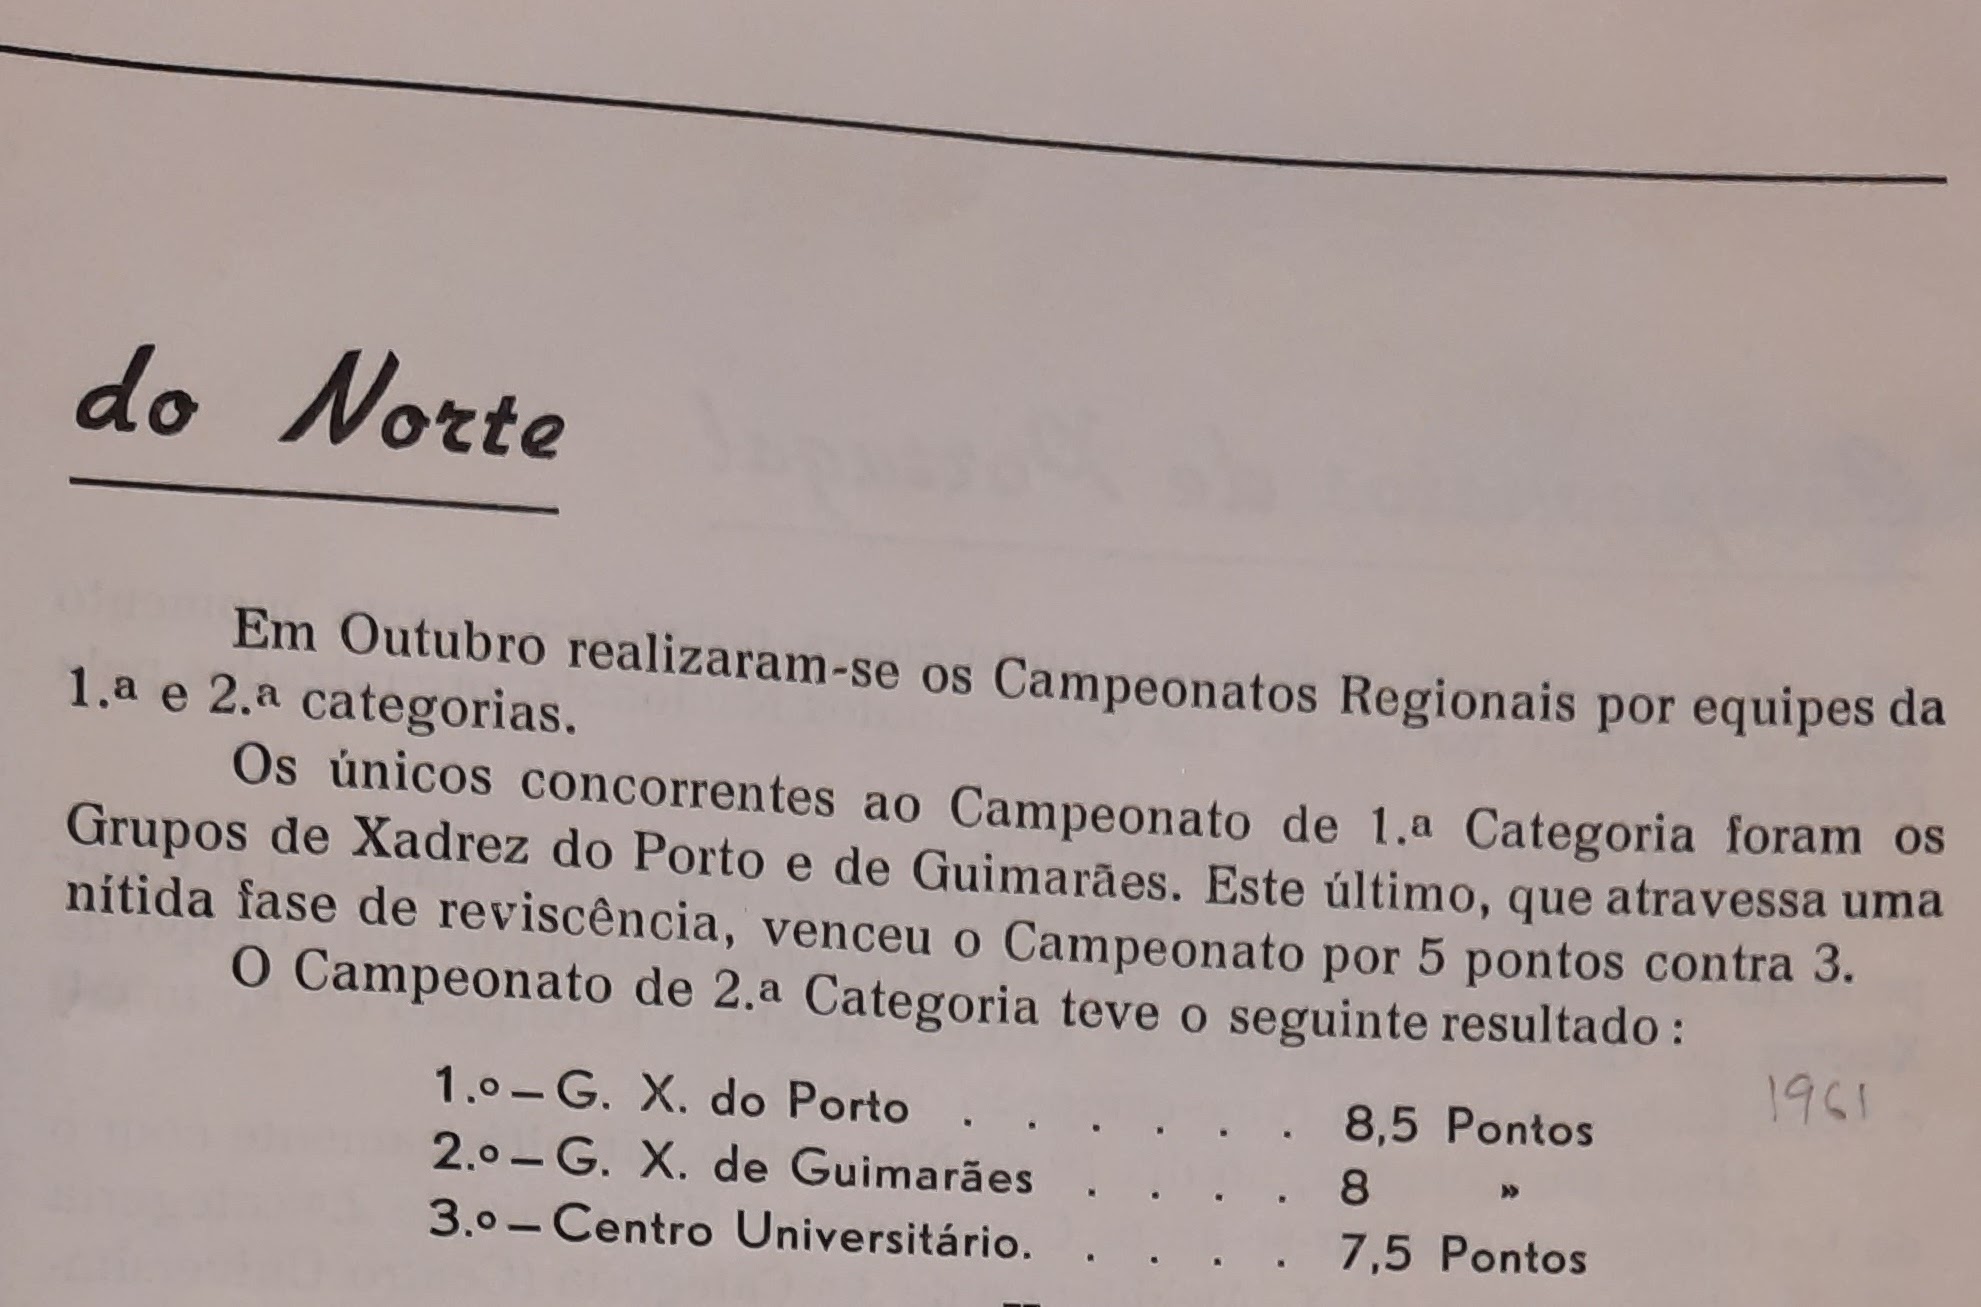 do Norte
Em Outubro realizaram-se os Campeonatos Regionais por equipes da
1.ª e 2.ª categorias.
Os únicos concorrentes ao Campeonato de 1.ª Categoria foram os
Grupos de Xadrez do Porto e de Guimarães. Este último, que atravessa uma
nítida fase de reviscência, venceu o Campeonato por 5 pontos contra 3.
O Campeonato de 2.ª Categoria teve o seguinte resultado :
1.º — G. X. do Porto . . . . . . 8,5 Pontos
1961
2.º — G. X. de Guimarães . . . . 8 »
3.º — Centro Universitário. . . . . 7,5 Pontos